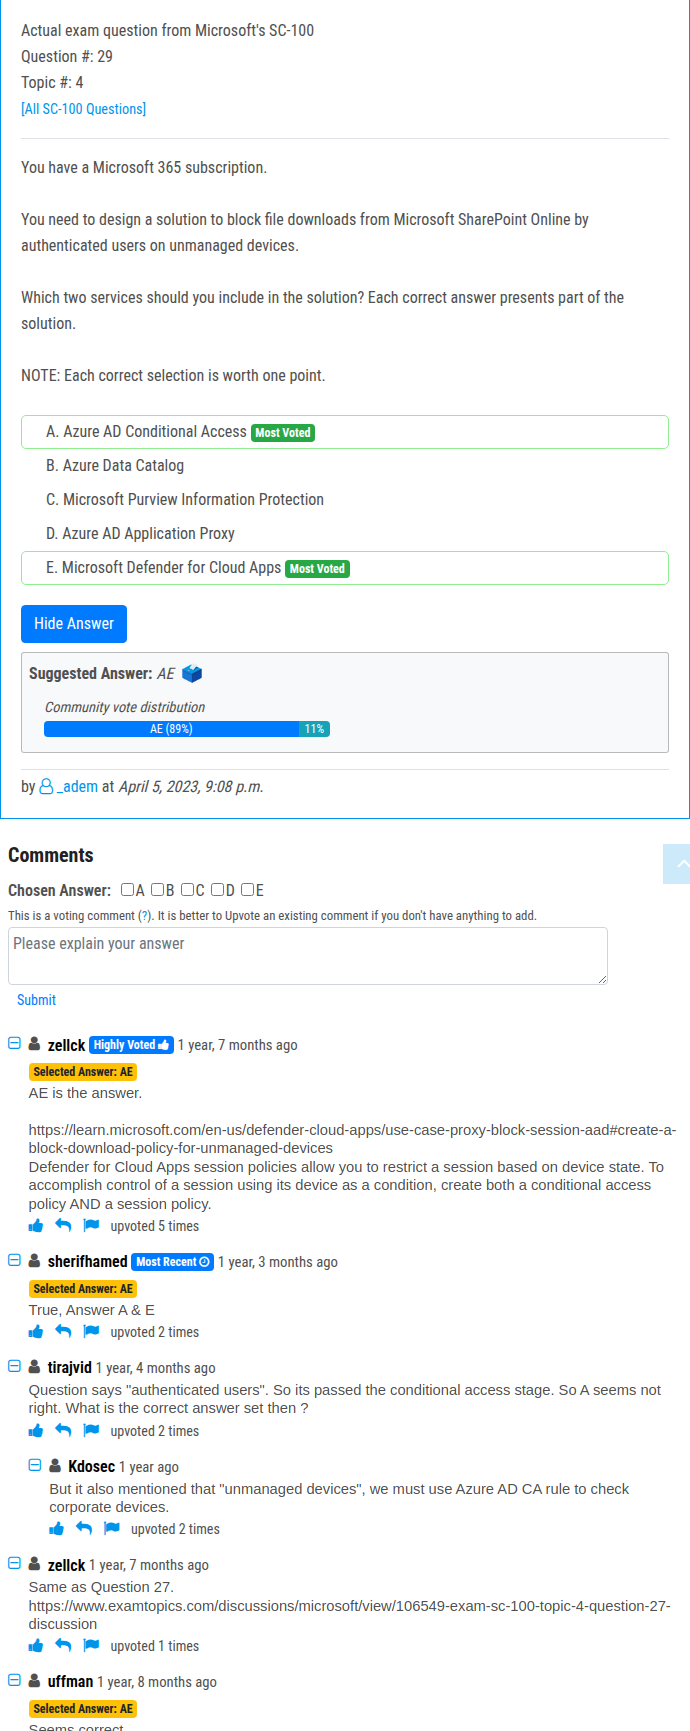 Actual exam question from Microsoft's SC-100
Question #: 29
Topic #: 4
[All SC-100 Questions]
You have a Microsoft 365 subscription.
You need to design a solution to block file downloads from Microsoft SharePoint Online by
authenticated users on unmanaged devices.
Which two services should you include in the solution? Each correct answer presents part of the
solution.
NOTE: Each correct selection is worth one point.
A. Azure AD Conditional Access Most Voted
B. Azure Data Catalog
C. Microsoft Purview Information Protection
D. Azure AD Application Proxy
E. Microsoft Defender for Cloud Apps Most Voted
Hide Answer
Suggested Answer: AE
Community vote distribution
AE (89%) 11%
by _adem at April 5, 2023, 9:08 p.m.
Comments
Chosen Answer: A B C D E
This is a voting comment (?). It is better to Upvote an existing comment if you don't have anything to add.
Please explain your answer
Submit
zellck Highly Voted 1 year, 7 months ago
Selected Answer: AE
AE is the answer.
https://learn.microsoft.com/en-us/defender-cloud-apps/use-case-proxy-block-session-aad#create-a-
block-download-policy-for-unmanaged-devices
Defender for Cloud Apps session policies allow you to restrict a session based on device state. To
accomplish control of a session using its device as a condition, create both a conditional access
policy AND a session policy.
upvoted 5 times
sherifhamed Most Recent 1 year, 3 months ago
Selected Answer: AE
True, Answer A & E
upvoted 2 times
tirajvid 1 year, 4 months ago
Question says "authenticated users". So its passed the conditional access stage. So A seems not
right. What is the correct answer set then ?
upvoted 2 times
Kdosec 1 year ago
But it also mentioned that "unmanaged devices", we must use Azure AD CA rule to check
corporate devices.
upvoted 2 times
zellck 1 year, 7 months ago
Same as Question 27.
https://www.examtopics.com/discussions/microsoft/view/106549-exam-sc-100-topic-4-question-27-
discussion
upvoted 1 times
uffman 1 year, 8 months ago
Selected Answer: AE
Seems correct